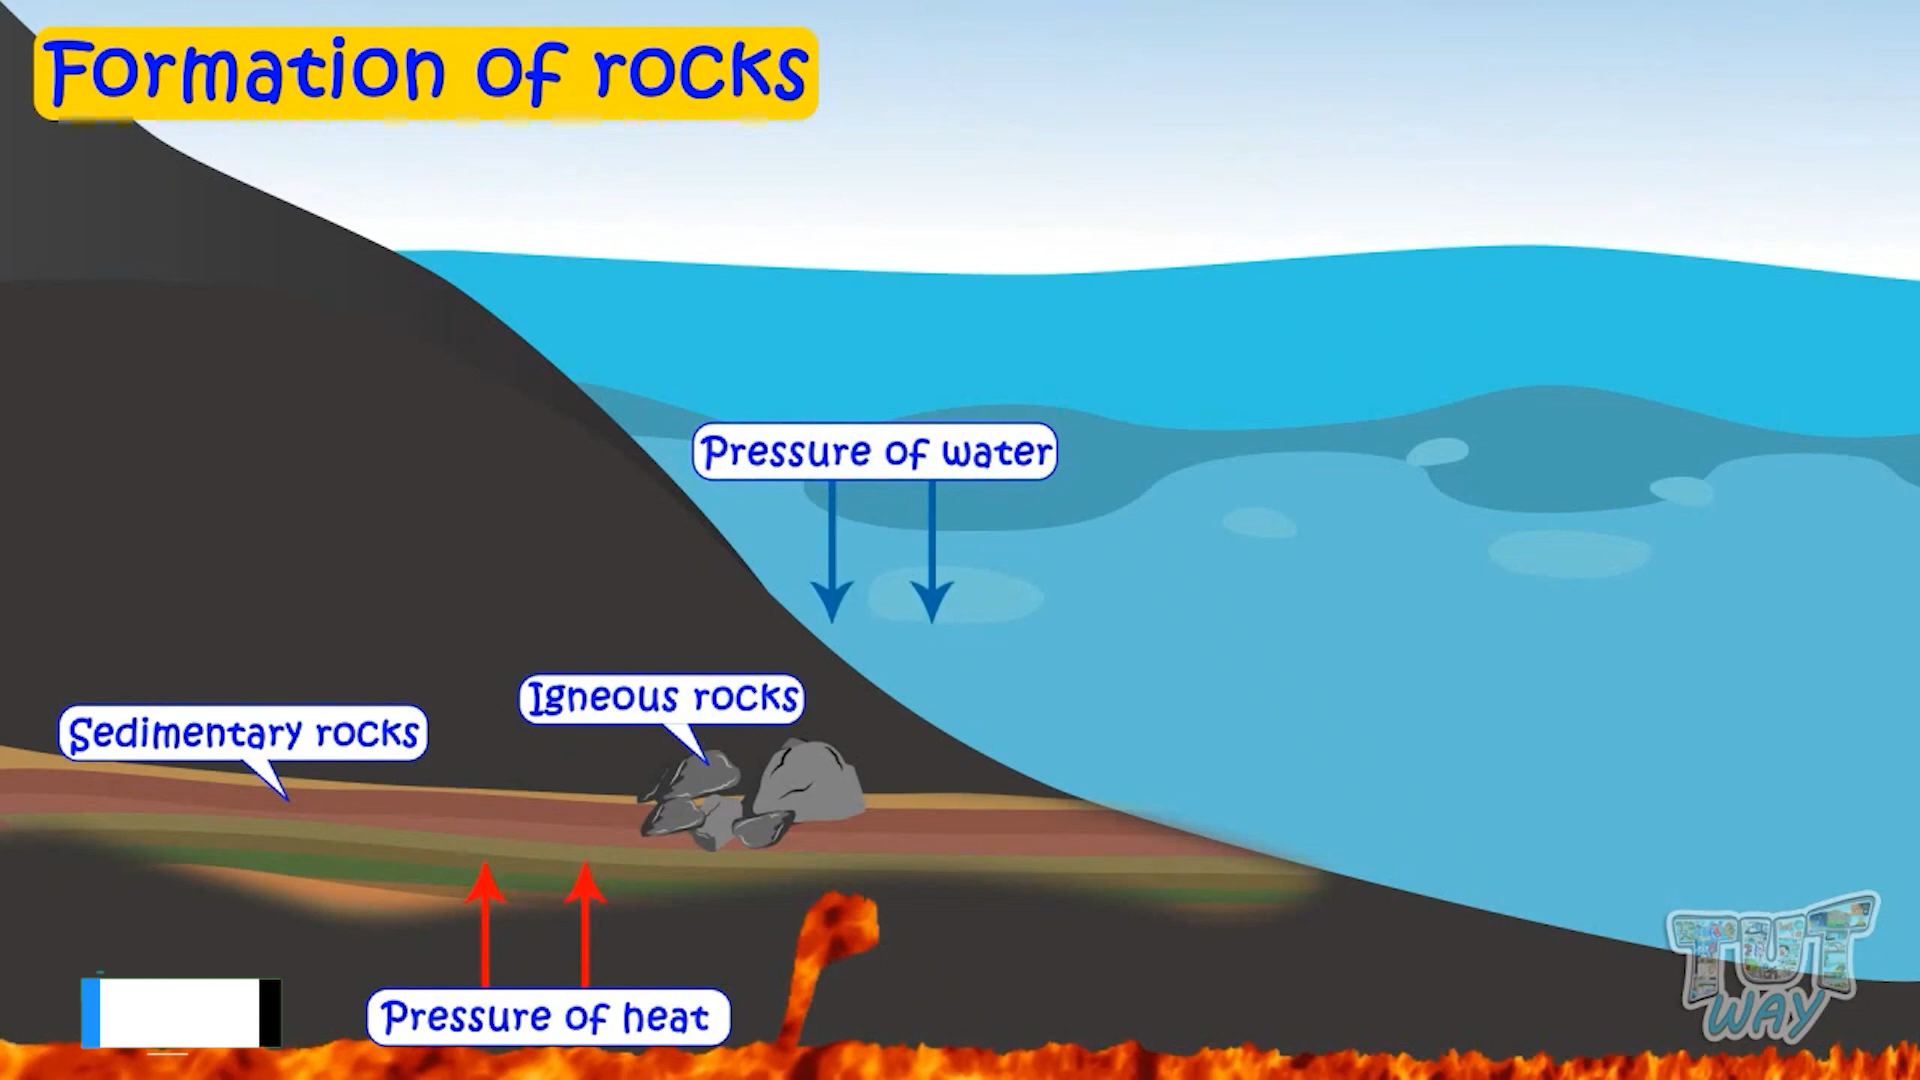 Formation of rocks
Pressure of water
Igneous rocks
Sedimentary rocks
Pressure of heat
TUT
WAY